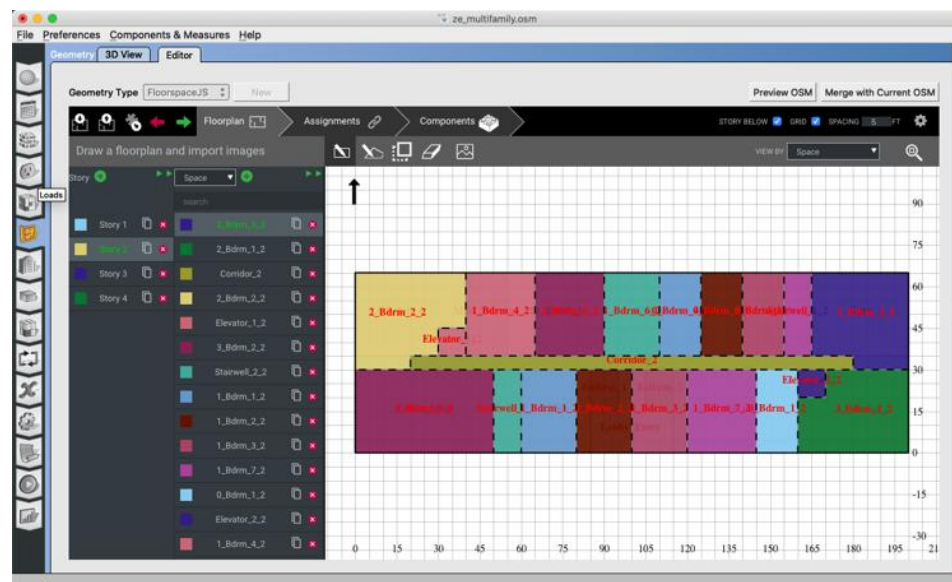 ze_multifamily.osm
File Preferences Components & Measures Help
Geometry 3D View Editor
Geometry Type FloorspaceJS New Preview OSM Merge with Current OSM
Floorplan Assignments Components STORY BELOW GRID SPACING 5 FT
Draw a floorplan and import images VIEW BY Space
Story Space
Loads
search
Story 1
Story 2 2_Bdrm_1_2
Story 3 Corridor_2
Story 4 2_Bdrm_2_2
Elevator_1_2
3_Bdrm_2_2
Stairwell_2_2
1_Bdrm_1_2
1_Bdrm_2_2
1_Bdrm_3_2
1_Bdrm_7_2
0_Bdrm_1_2
Elevator_2_2
1_Bdrm_4_2
2_Bdrm_2_2 1_Bdrm_4_2
Corridor_2
1_Bdrm_1_2
90
75
60
45
30
15
0
-15
-30
0 15 30 45 60 75 90 105 120 135 150 165 180 195 21